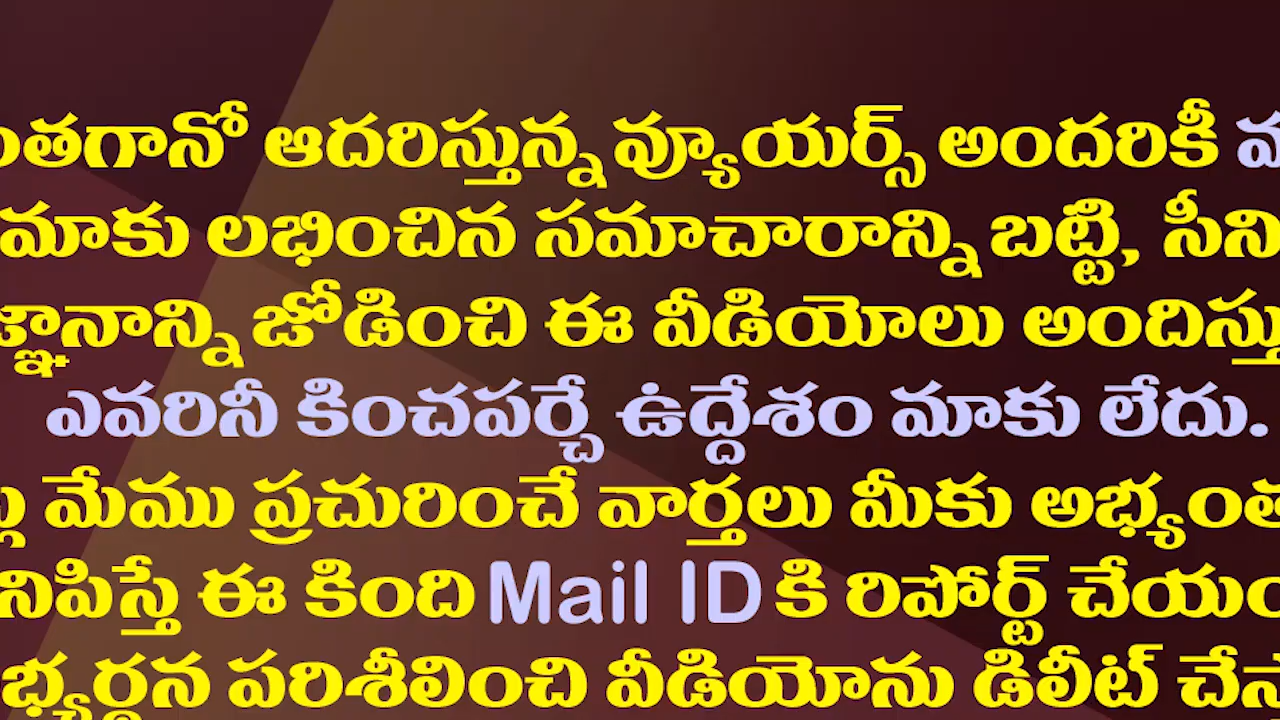 ంతగానో ఆదరిస్తున్న వ్యూయర్స్ అందరికీ
మాకు లభించిన సమాచారాన్ని బట్టి, సీని
జ్ఞానాన్ని జోడించి ఈ వీడియోలు అందిస్తు
ఎవరినీ కించపర్చే ఉద్దేశం మాకు లేదు.
మేము ప్రచురించే వార్తలు మీకు అభ్యంత
నిపిస్తే ఈ కింది Mail ID కి రిపోర్ట్ చేయం
భ్యర్థన పరిశీలించి వీడియోను డిలీట్ చేస